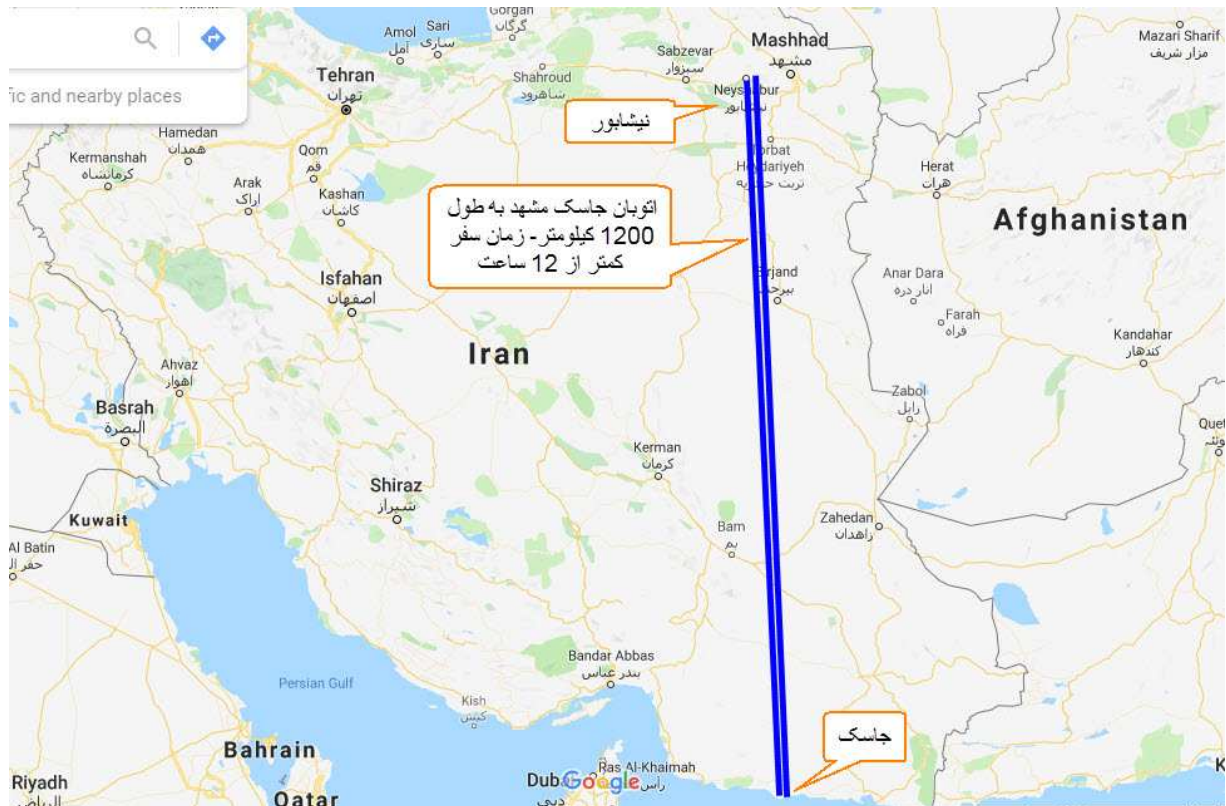 fic and nearby places
Gorgan
گرگان
Amol
آمل
Sari
ساری
Tehran
تهران
Shahroud
شاهرود
Sabzevar
سبزوار
Mashhad
مشهد
Mazari Sharif
مزار شریف
Neyshabur
نیشابور
Hamedan
همدان
Kermanshah
کرمانشاه
Qom
قم
Arak
اراک
Kashan
کاشان
Herat
هرات
تربت حیدریه
اتوبان جاسک مشهد به طول
1200 کیلومتر- زمان سفر
کمتر از 12 ساعت
Afghanistan
Isfahan
اصفهان
Birjand
بیرجند
Anar Dara
انار دره
Farah
فراه
Kandahar
کندهار
Iran
Ahvaz
اهواز
Basrah
البصرة
Zabol
زابل
Kerman
کرمان
Shiraz
شیراز
Kuwait
Bam
بم
Zahedan
زاهدان
Al Batin
Bandar Abbas
بندر عباس
Persian Gulf
Kish
کیش
جاسک
Bahrain
Ras Al-Khaimah
راس
Dub
دبي
Google
Riyadh
الرياض
Qatar